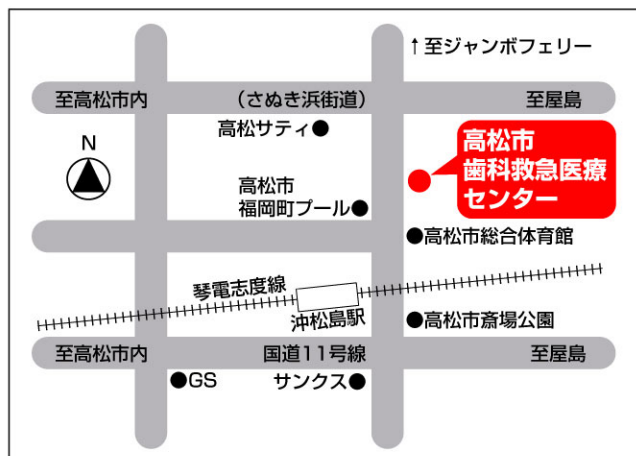 ↑至ジャンボフェリー
至高松市内
(さぬき浜街道)
至屋島
高松サティ●
N
高松市
歯科救急医療
センター
高松市
福岡町プール●
●高松市総合体育館
琴電志度線
沖松島駅
●高松市斎場公園
至高松市内
国道11号線
至屋島
●GS
サンクス●